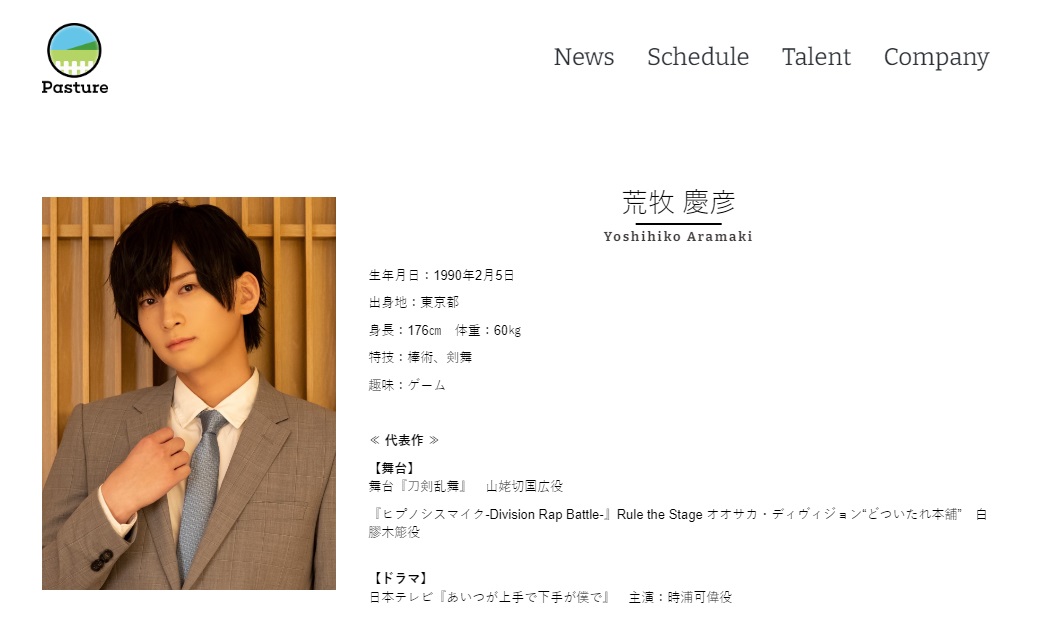 Pasture
News Schedule Talent Company
荒牧 慶彦
Yoshihiko Aramaki
生年月日：1990年2月5日
出身地：東京都
身長：176㎝　体重：60㎏
特技：棒術、剣舞
趣味：ゲーム
≪ 代表作 ≫
【舞台】
舞台『刀剣乱舞』　山姥切国広役
『ヒプノシスマイク-Division Rap Battle-』Rule the Stage オオサカ・ディヴィジョン“どついたれ本舗”　白
膠木簓役
【ドラマ】
日本テレビ『あいつが上手で下手が僕で』　主演：時浦可偉役